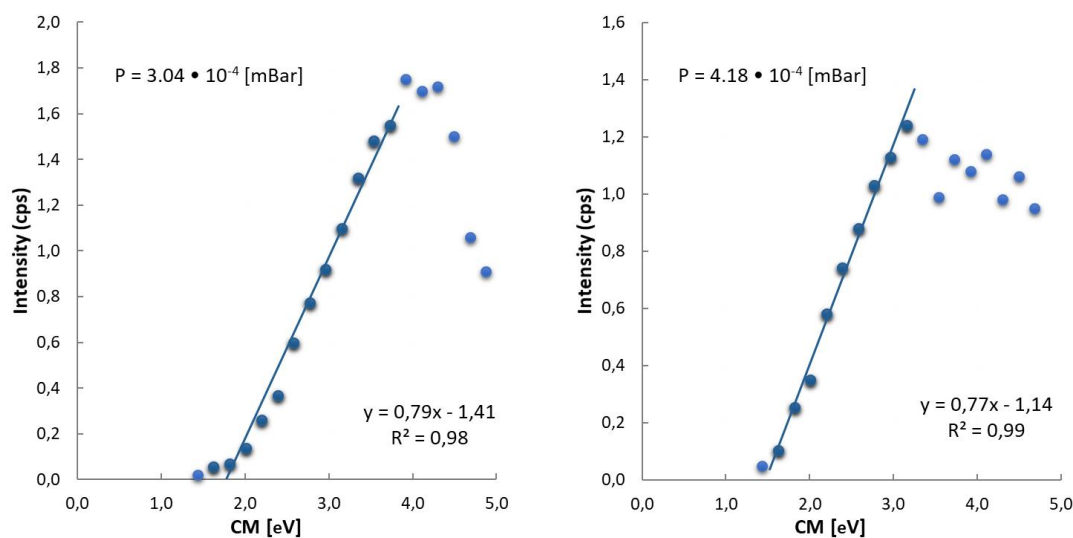 2,0
1,8
1,6
1,4
1,2
1,0
0,8
0,6
0,4
0,2
0,0
Intensity (cps)
P = 3.04 • 10⁻⁴ [mBar]
y = 0,79x - 1,41
R² = 0,98
0,0 1,0 2,0 3,0 4,0 5,0
CM [eV]
1,6
1,4
1,2
1,0
0,8
0,6
0,4
0,2
0,0
Intensity (cps)
P = 4.18 • 10⁻⁴ [mBar]
y = 0,77x - 1,14
R² = 0,99
0,0 1,0 2,0 3,0 4,0 5,0
CM [eV]